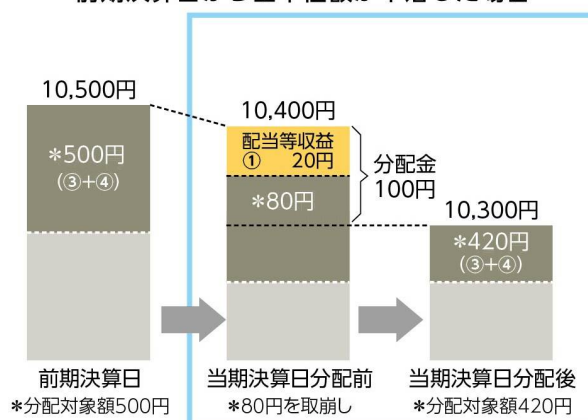 10,500円
10,400円
配当等収益
① 20円
分配金
100円
*500円
(③+④)
*80円
10,300円
*420円
(③+④)
前期決算日
当期決算日分配前
当期決算日分配後
*分配対象額500円
*80円を取崩し
*分配対象額420円